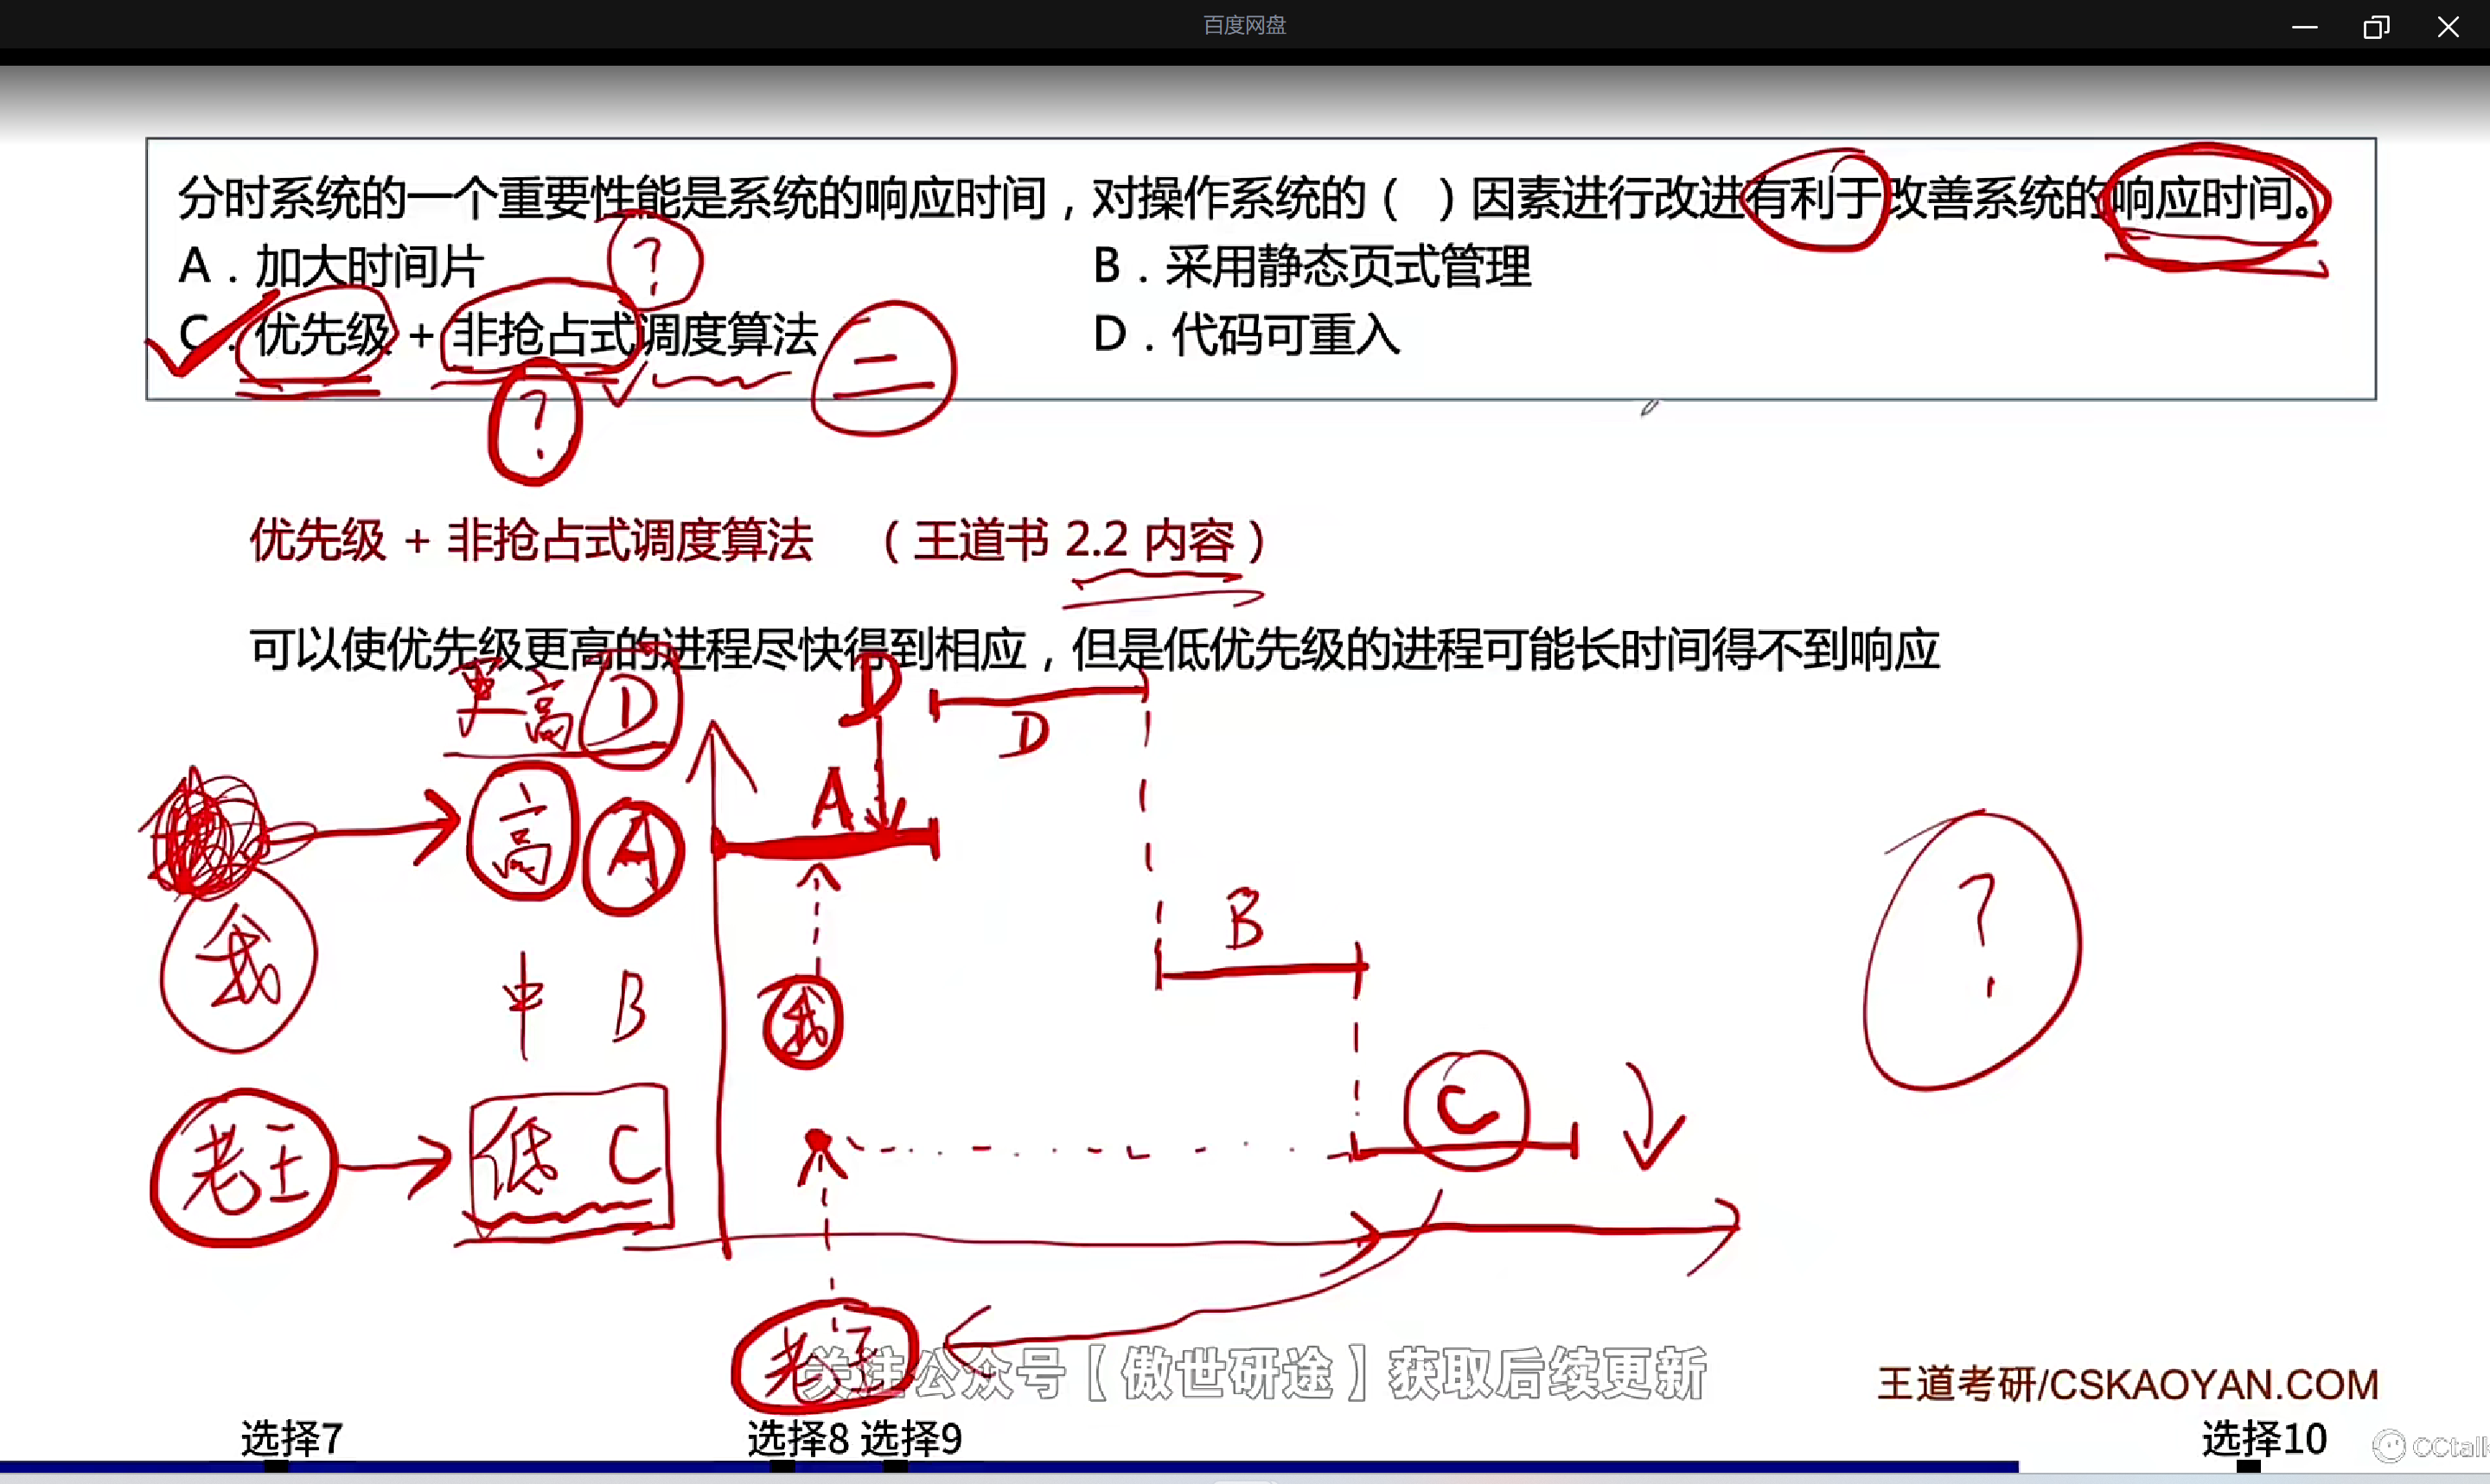 百度网盘
分时系统的一个重要性能是系统的响应时间，对操作系统的（ ）因素进行改进有利于改善系统的响应时间。
A．加大时间片
B．采用静态页式管理
?
C．优先级 + 非抢占式调度算法
D．代码可重入
二
?
优先级 + 非抢占式调度算法 （王道书 2.2 内容）
可以使优先级更高的进程尽快得到相应，但是低优先级的进程可能长时间得不到响应
更高 D
D
D
高 A
A
我
中 B
我
B
?
老王
低 C
C
老王
关注公众号【傲世研途】获取后续更新
王道考研/CSKAOYAN.COM
选择7
选择8
选择9
选择10
CCtalk